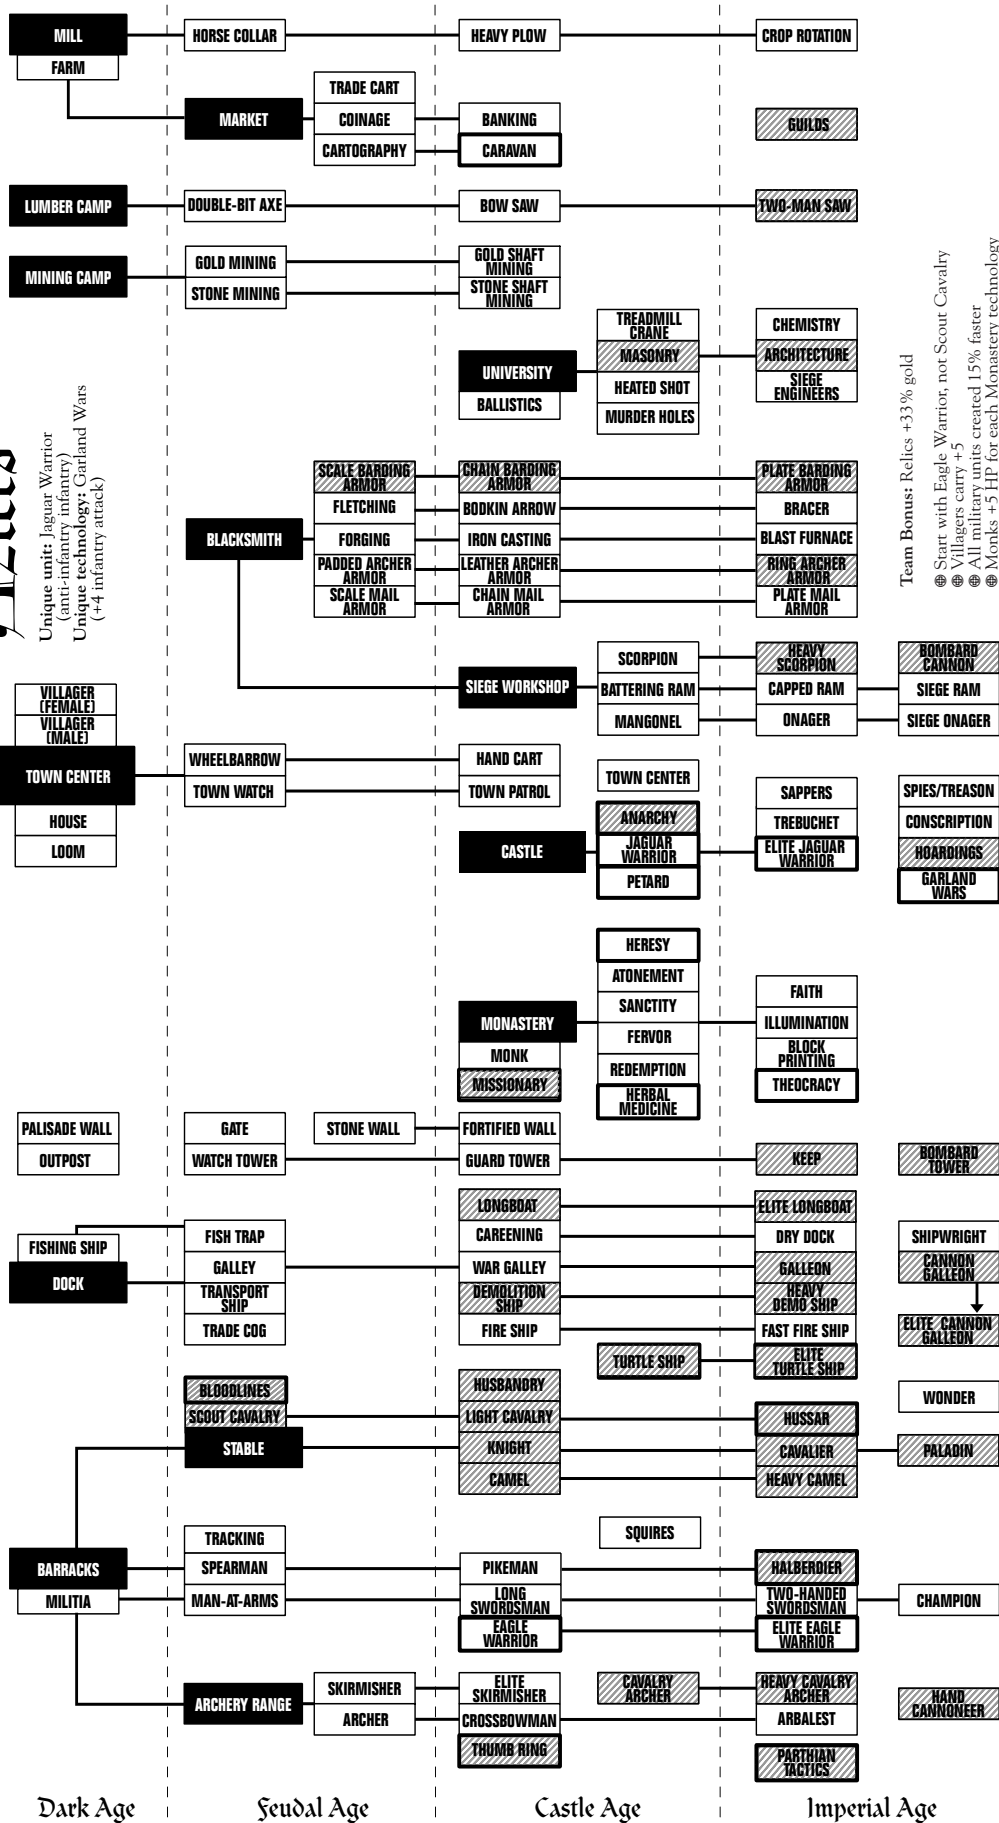 MILL
HORSE COLLAR
HEAVY PLOW
CROP ROTATION
FARM
TRADE CART
MARKET
COINAGE
BANKING
GUILDS
CARTOGRAPHY
CARAVAN
LUMBER CAMP
DOUBLE-BIT AXE
BOW SAW
TWO-MAN SAW
MINING CAMP
GOLD MINING
GOLD SHAFT
MINING
STONE MINING
STONE SHAFT
MINING
TREADMILL
CRANE
CHEMISTRY
UNIVERSITY
MASONRY
ARCHITECTURE
HEATED SHOT
SIEGE
ENGINEERS
BALLISTICS
MURDER HOLES
Unique unit: Jaguar Warrior
(anti-infantry infantry)
Unique technology: Garland Wars
(+4 infantry attack)
Team Bonus: Relics +33% gold
Start with Eagle Warrior, not Scout Cavalry
Villagers carry +5
All military units created 15% faster
Monks +5 HP for each Monastery technology
SCALE BARDING
ARMOR
CHAIN BARDING
ARMOR
PLATE BARDING
ARMOR
FLETCHING
BODKIN ARROW
BRACER
BLACKSMITH
FORGING
IRON CASTING
BLAST FURNACE
PADDED ARCHER
ARMOR
LEATHER ARCHER
ARMOR
RING ARCHER
ARMOR
SCALE MAIL
ARMOR
CHAIN MAIL
ARMOR
PLATE MAIL
ARMOR
SIEGE WORKSHOP
SCORPION
HEAVY
SCORPION
BOMBARD
CANNON
BATTERING RAM
CAPPED RAM
SIEGE RAM
MANGONEL
ONAGER
SIEGE ONAGER
VILLAGER
(FEMALE)
VILLAGER
(MALE)
TOWN CENTER
WHEELBARROW
HAND CART
TOWN WATCH
TOWN PATROL
TOWN CENTER
HOUSE
LOOM
CASTLE
ANARCHY
JAGUAR
WARRIOR
PETARD
SAPPERS
TREBUCHET
ELITE JAGUAR
WARRIOR
SPIES/TREASON
CONSCRIPTION
HOARDINGS
GARLAND
WARS
MONASTERY
MONK
MISSIONARY
HERESY
ATONEMENT
SANCTITY
FERVOR
REDEMPTION
HERBAL
MEDICINE
FAITH
ILLUMINATION
BLOCK
PRINTING
THEOCRACY
PALISADE WALL
GATE
STONE WALL
FORTIFIED WALL
OUTPOST
WATCH TOWER
GUARD TOWER
KEEP
BOMBARD
TOWER
LONGBOAT
ELITE LONGBOAT
FISHING SHIP
FISH TRAP
CAREENING
DRY DOCK
SHIPWRIGHT
DOCK
GALLEY
WAR GALLEY
GALLEON
CANNON
GALLEON
TRANSPORT
SHIP
DEMOLITION
SHIP
HEAVY
DEMO SHIP
TRADE COG
FIRE SHIP
FAST FIRE SHIP
ELITE CANNON
GALLEON
TURTLE SHIP
ELITE
TURTLE SHIP
BLOODLINES
HUSBANDRY
WONDER
SCOUT CAVALRY
LIGHT CAVALRY
HUSSAR
STABLE
KNIGHT
CAVALIER
PALADIN
CAMEL
HEAVY CAMEL
TRACKING
SQUIRES
BARRACKS
SPEARMAN
PIKEMAN
HALBERDIER
MILITIA
MAN-AT-ARMS
LONG
SWORDSMAN
TWO-HANDED
SWORDSMAN
CHAMPION
EAGLE
WARRIOR
ELITE EAGLE
WARRIOR
ARCHERY RANGE
SKIRMISHER
ELITE
SKIRMISHER
CAVALRY
ARCHER
HEAVY CAVALRY
ARCHER
HAND
CANNONEER
ARCHER
CROSSBOWMAN
ARBALEST
THUMB RING
PARTHIAN
TACTICS
Dark Age
Feudal Age
Castle Age
Imperial Age